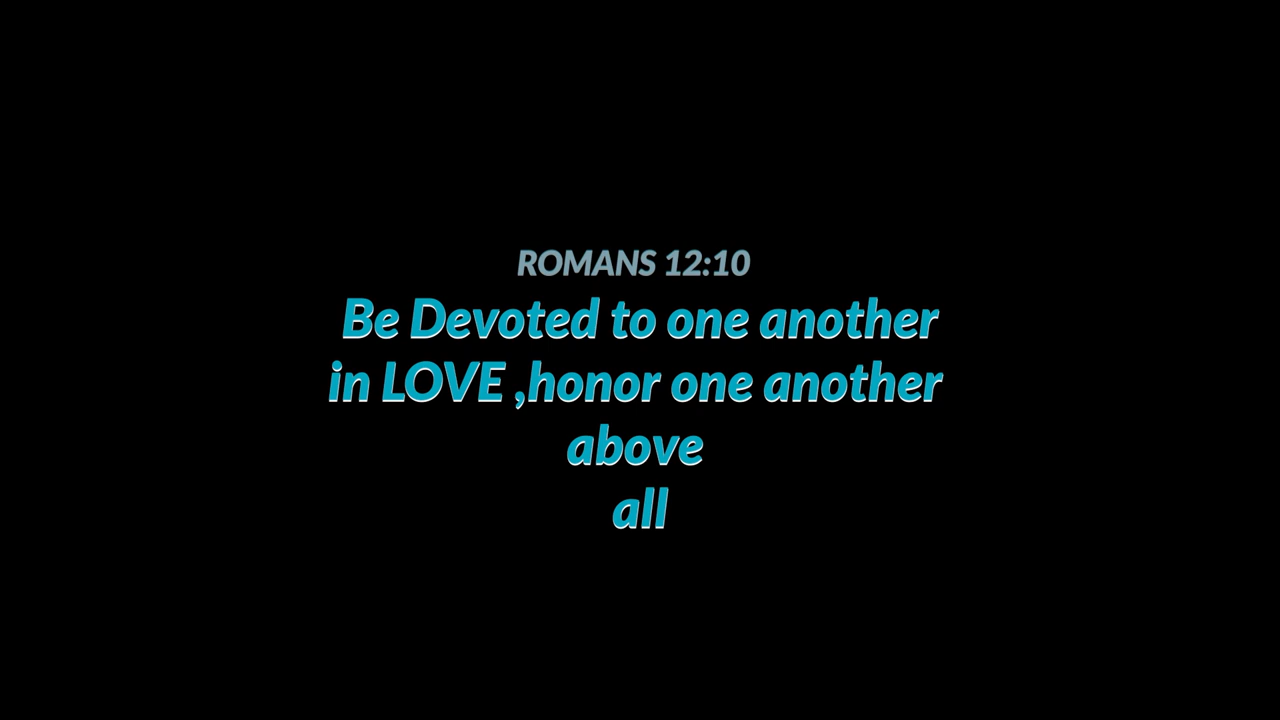 ROMANS 12:10
Be Devoted to one another
in LOVE ,honor one another
above
all